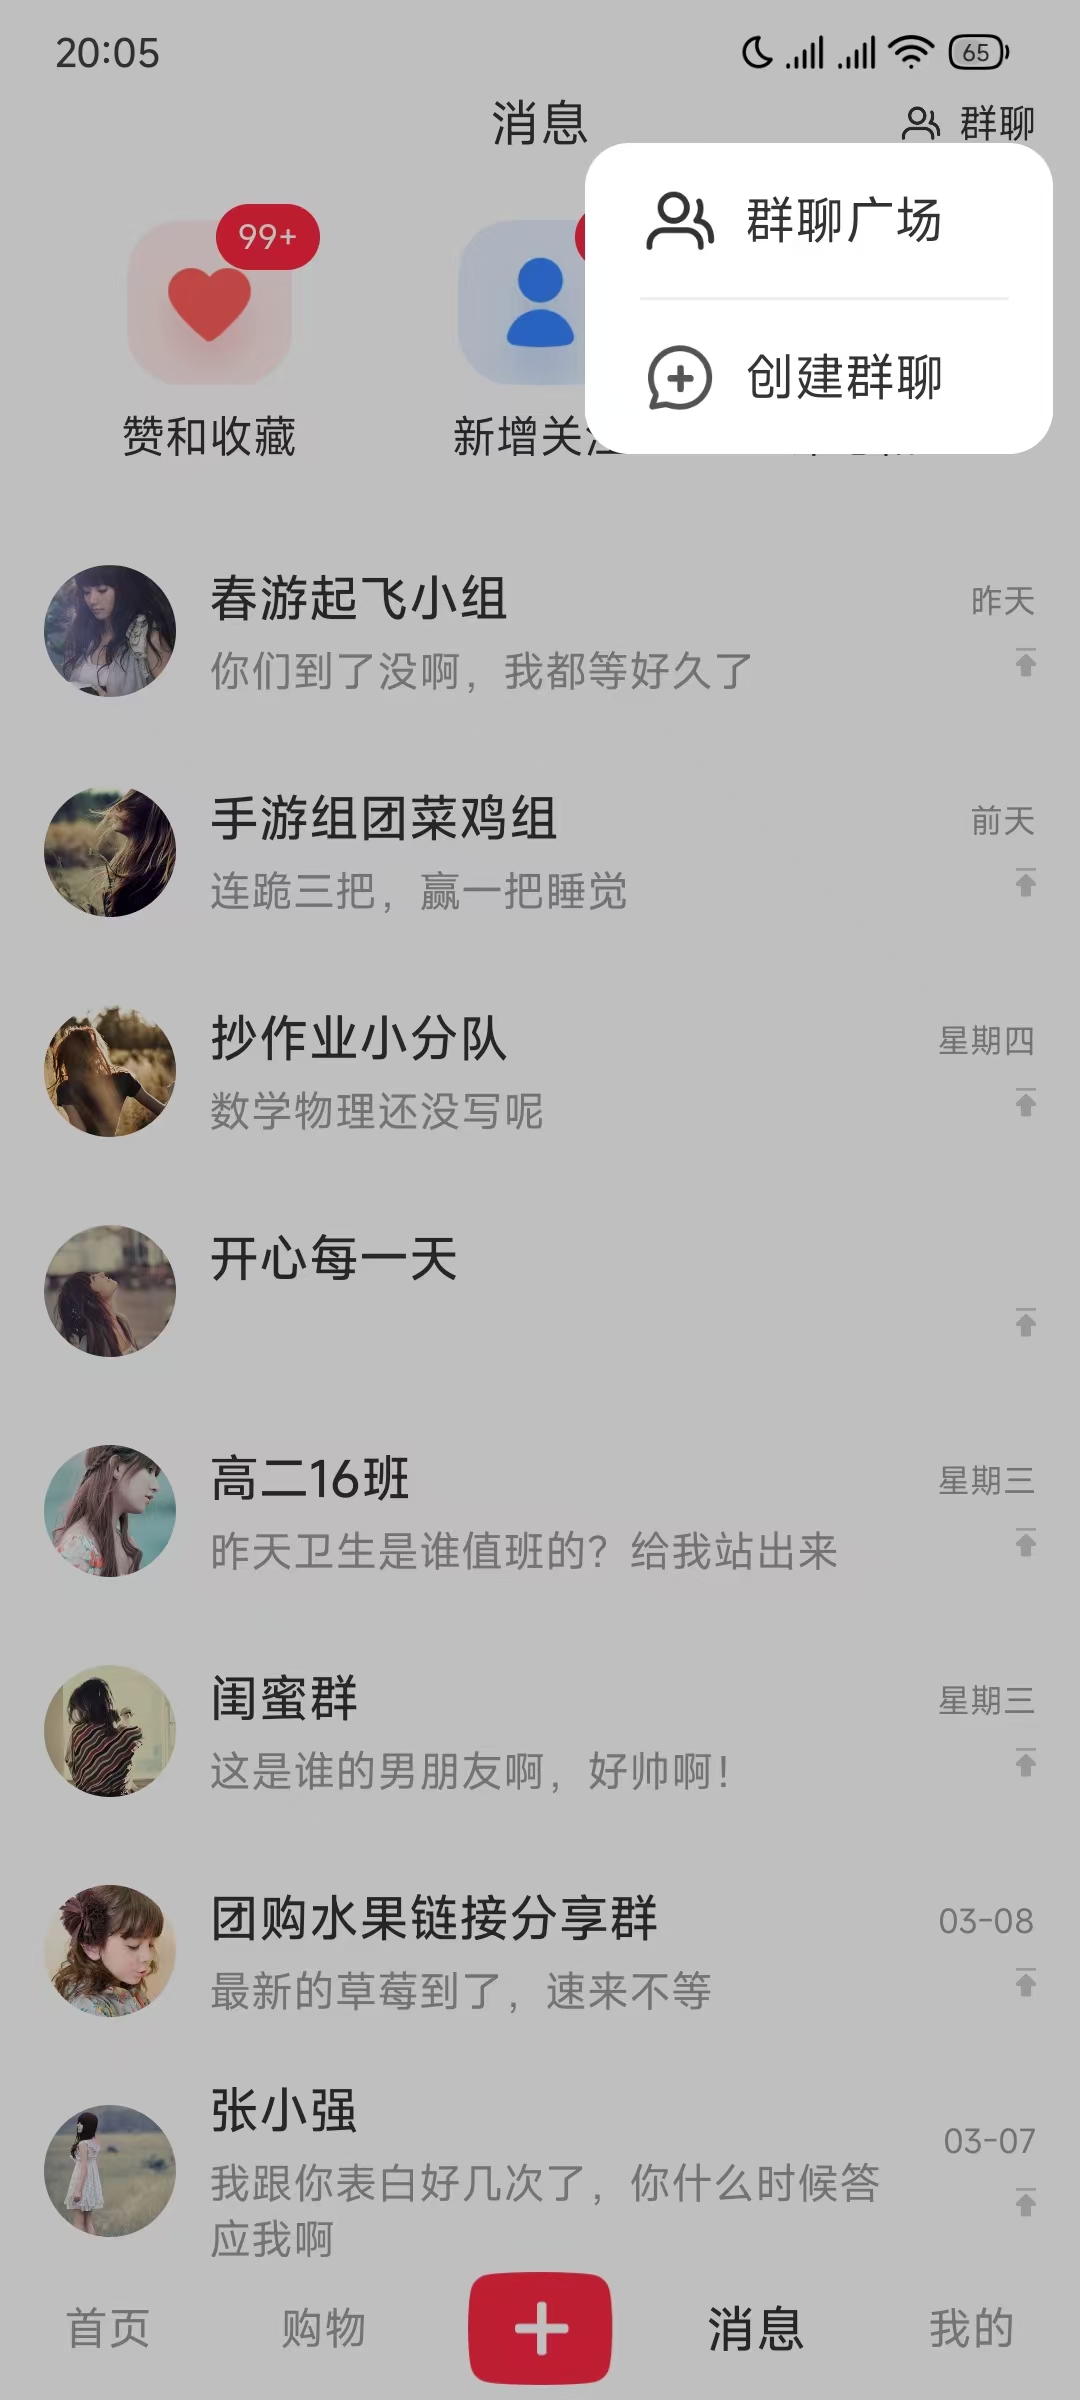 20:05
65
消息
群聊
群聊广场
创建群聊
99+
赞和收藏
新增关注
春游起飞小组
昨天
你们到了没啊，我都等好久了
手游组团菜鸡组
前天
连跪三把，赢一把睡觉
抄作业小分队
星期四
数学物理还没写呢
开心每一天
高二16班
星期三
昨天卫生是谁值班的？给我站出来
闺蜜群
星期三
这是谁的男朋友啊，好帅啊！
团购水果链接分享群
03-08
最新的草莓到了，速来不等
张小强
03-07
我跟你表白好几次了，你什么时候答
应我啊
首页
购物
消息
我的